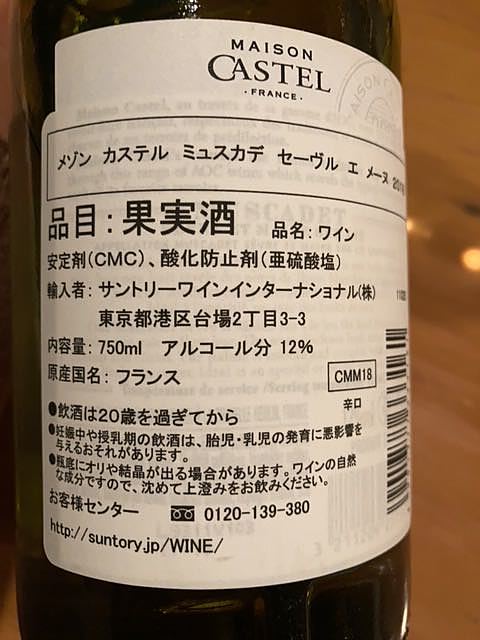 MAISON
CASTEL
・FRANCE・
メゾン カステル ミュスカデ セーヴル エ メーヌ
品目：果実酒 品名：ワイン
安定剤(CMC)、酸化防止剤(亜硫酸塩)
輸入者：サントリーワインインターナショナル(株)
東京都港区台場2丁目3-3
内容量：750ml アルコール分 12%
原産国名：フランス
CMM18
辛口
●飲酒は20歳を過ぎてから
●妊娠中や授乳期の飲酒は、胎児・乳児の発育に悪影響を
与えるおそれがあります。
●瓶底にオリや結晶が出る場合があります。ワインの自然
な成分ですので、沈めて上澄みをお飲みください。
お客様センター 0120-139-380
http://suntory.jp/WINE/